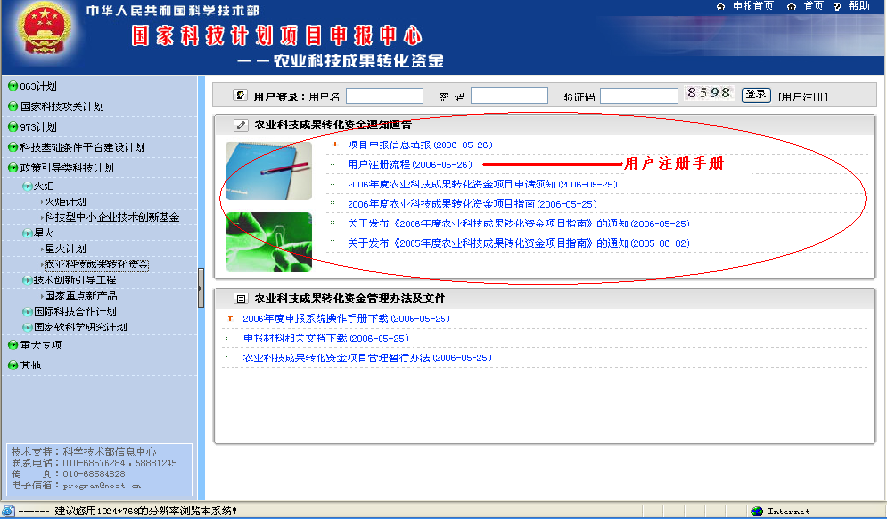 中华人民共和国科学技术部
国家科技计划项目申报中心
——农业科技成果转化资金
申报首页 首页 帮助
863计划
国家科技攻关计划
973计划
科技基础条件平台建设计划
政策引导类科技计划
火炬
火炬计划
科技型中小企业技术创新基金
星火
星火计划
农业科技成果转化资金
技术创新引导工程
国家重点新产品
国际科技合作计划
国家软科学研究计划
重大专项
其他
技术支持：科学技术部信息中心
联系电话：
传 真：010-68584828
电子信箱：program@most.cn
用户登录：用户名 密 码 验证码 8598 登录 [用户注册]
农业科技成果转化资金通知通告
项目申报信息填报(2006-05-26)
用户注册流程(2006-05-26) 用户注册手册
2006年度农业科技成果转化资金项目申请须知(2006-05-25)
2006年度农业科技成果转化资金项目指南(2006-05-25)
关于发布《2006年度农业科技成果转化资金项目指南》的通知(2006-05-25)
关于发布《2005年度农业科技成果转化资金项目指南》的通知(2005-08-02)
农业科技成果转化资金管理办法及文件
2006年度申报系统操作手册下载(2006-05-25)
申报材料相关文档下载(2006-05-25)
农业科技成果转化资金项目管理暂行办法(2006-05-25)
------ 建议您用1024*768的分辨率浏览本系统!
Internet